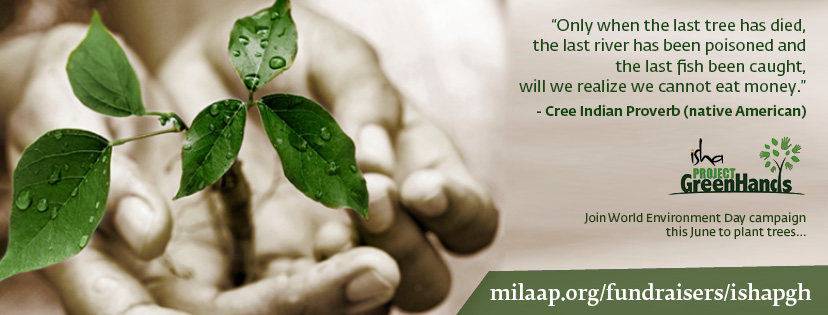 “Only when the last tree has died,
the last river has been poisoned and
the last fish been caught,
will we realize we cannot eat money.”
- Cree Indian Proverb (native American)
isha
PROJECT
GreenHands
Join World Environment Day campaign
this June to plant trees...
milaap.org/fundraisers/ishapgh